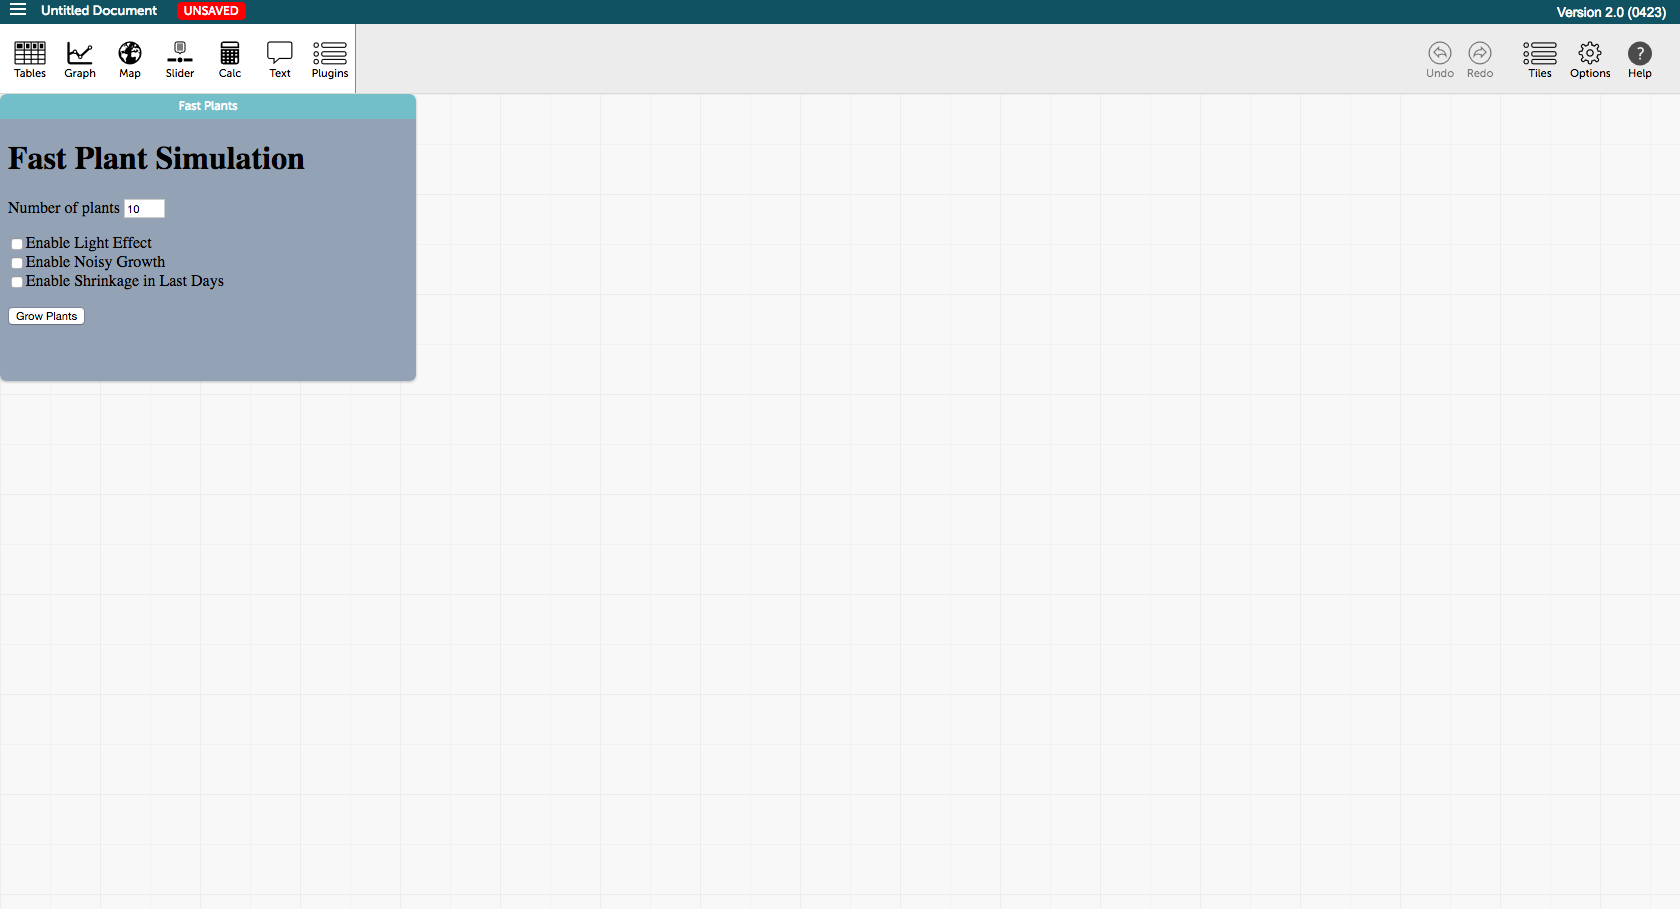 Untitled Document UNSAVED Version 2.0 (0423)
Tables Graph Map Slider Calc Text Plugins Undo Redo Tiles Options ? Help
Fast Plants
Fast Plant Simulation
Number of plants 10
Enable Light Effect
Enable Noisy Growth
Enable Shrinkage in Last Days
Grow Plants